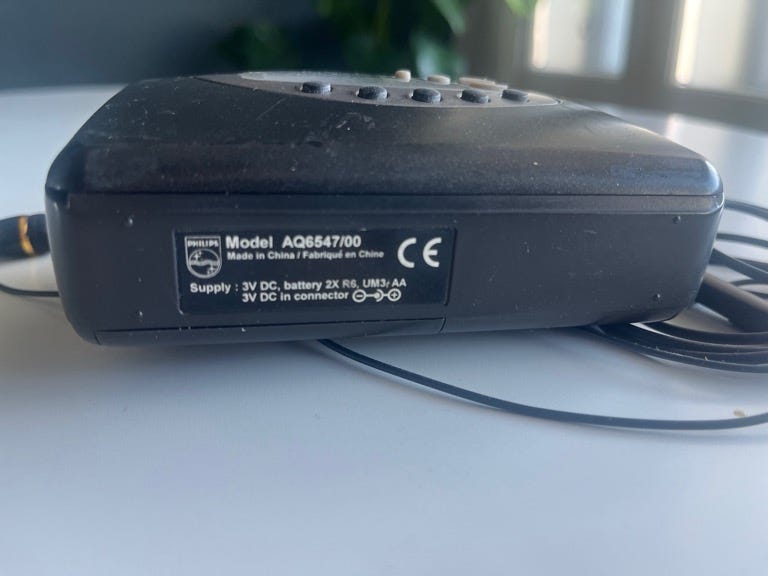 PHILIPS
Model AQ6547/00
Made in China / Fabriqué en Chine
CE
Supply : 3V DC, battery 2X R6, UM3, AA
3V DC in connector